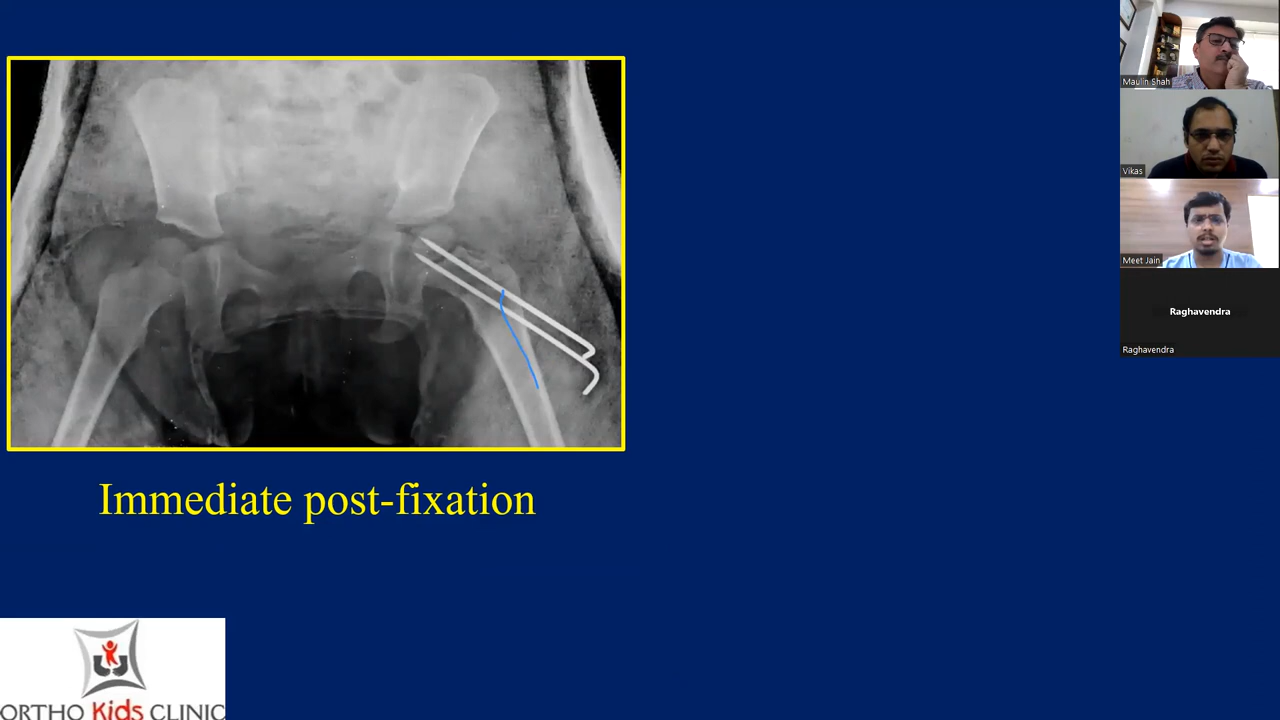 Maulin Shah
Vikas
Meet Jain
Raghavendra
Raghavendra
Immediate post-fixation
ORTHO Kids CLINIC